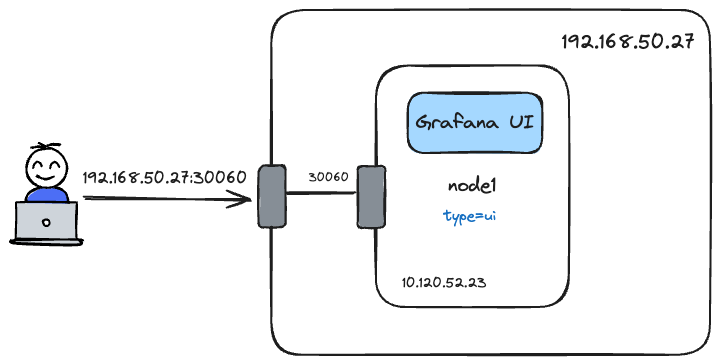 192.168.50.27
Grafana UI
192.168.50.27:30060
30060
node1
type=ui
10.120.52.23